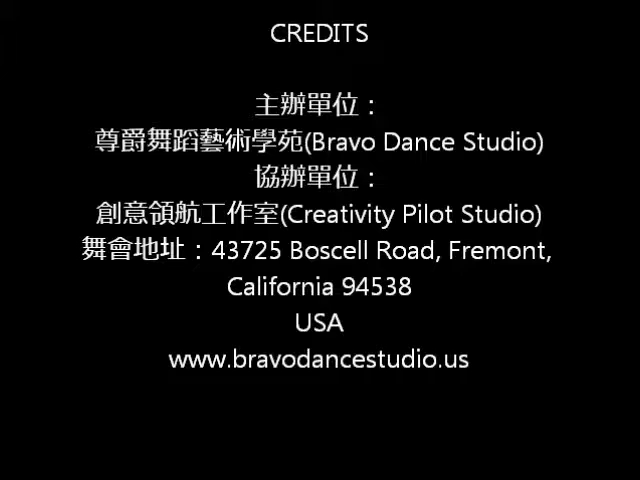 CREDITS
主辦單位：
尊爵舞蹈藝術學苑(Bravo Dance Studio)
協辦單位：
創意領航工作室(Creativity Pilot Studio)
舞會地址：43725 Boscell Road, Fremont,
California 94538
USA
www.bravodancestudio.us